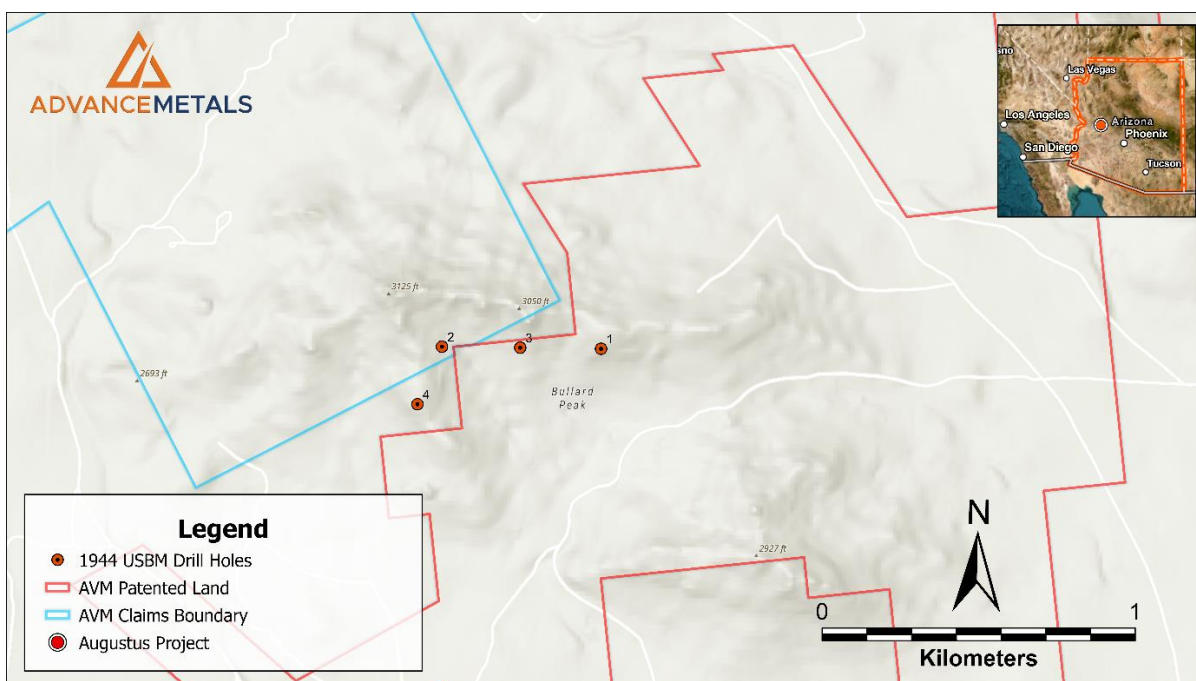 ADVANCEMETALS
sno
Las Vegas
Los Angeles
Arizona
Phoenix
San Diego
Tucson
3125 ft
3050 ft
2
3
1
2693 ft
4
Bullard
Peak
2927 ft
Legend
1944 USBM Drill Holes
AVM Patented Land
AVM Claims Boundary
Augustus Project
N
0
1
Kilometers